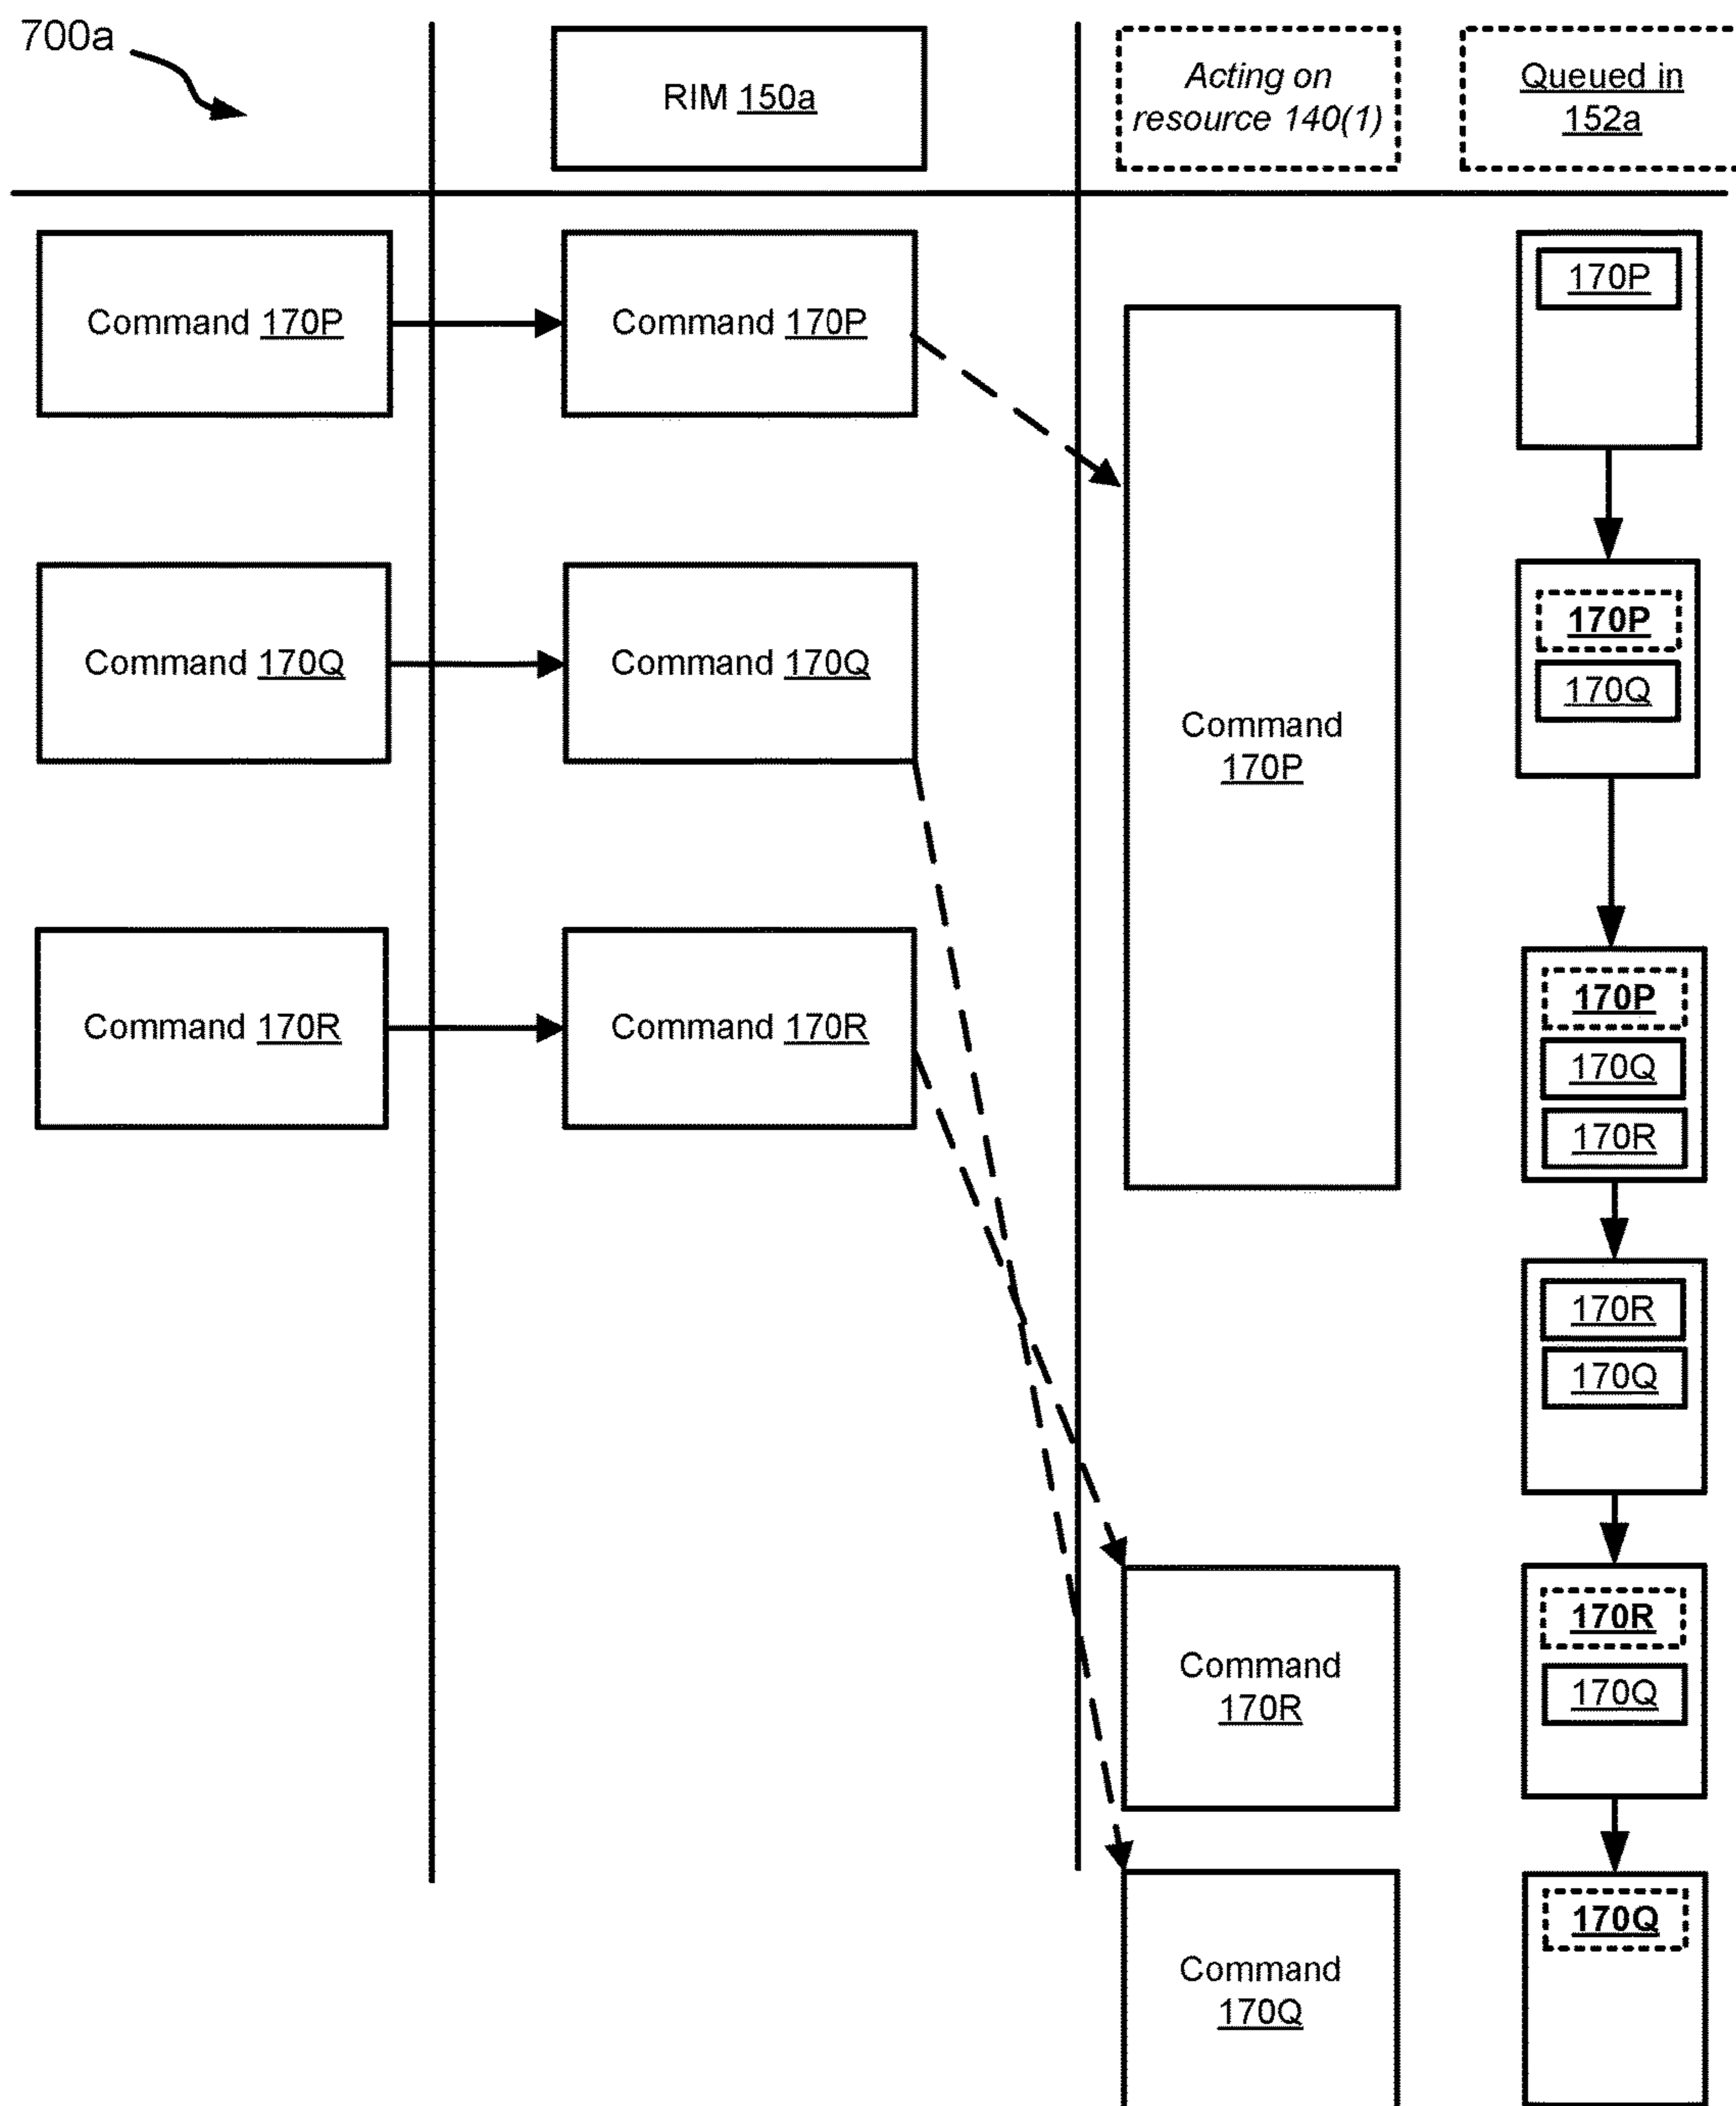 700a
RIM 150a
Acting on
resource 140(1)
Queued in
152a
Command 170P
Command 170P
170P
Command 170Q
Command 170Q
Command
170P
170P
170Q
Command 170R
Command 170R
170P
170Q
170R
170R
170Q
Command
170R
170R
170Q
Command
170Q
170Q